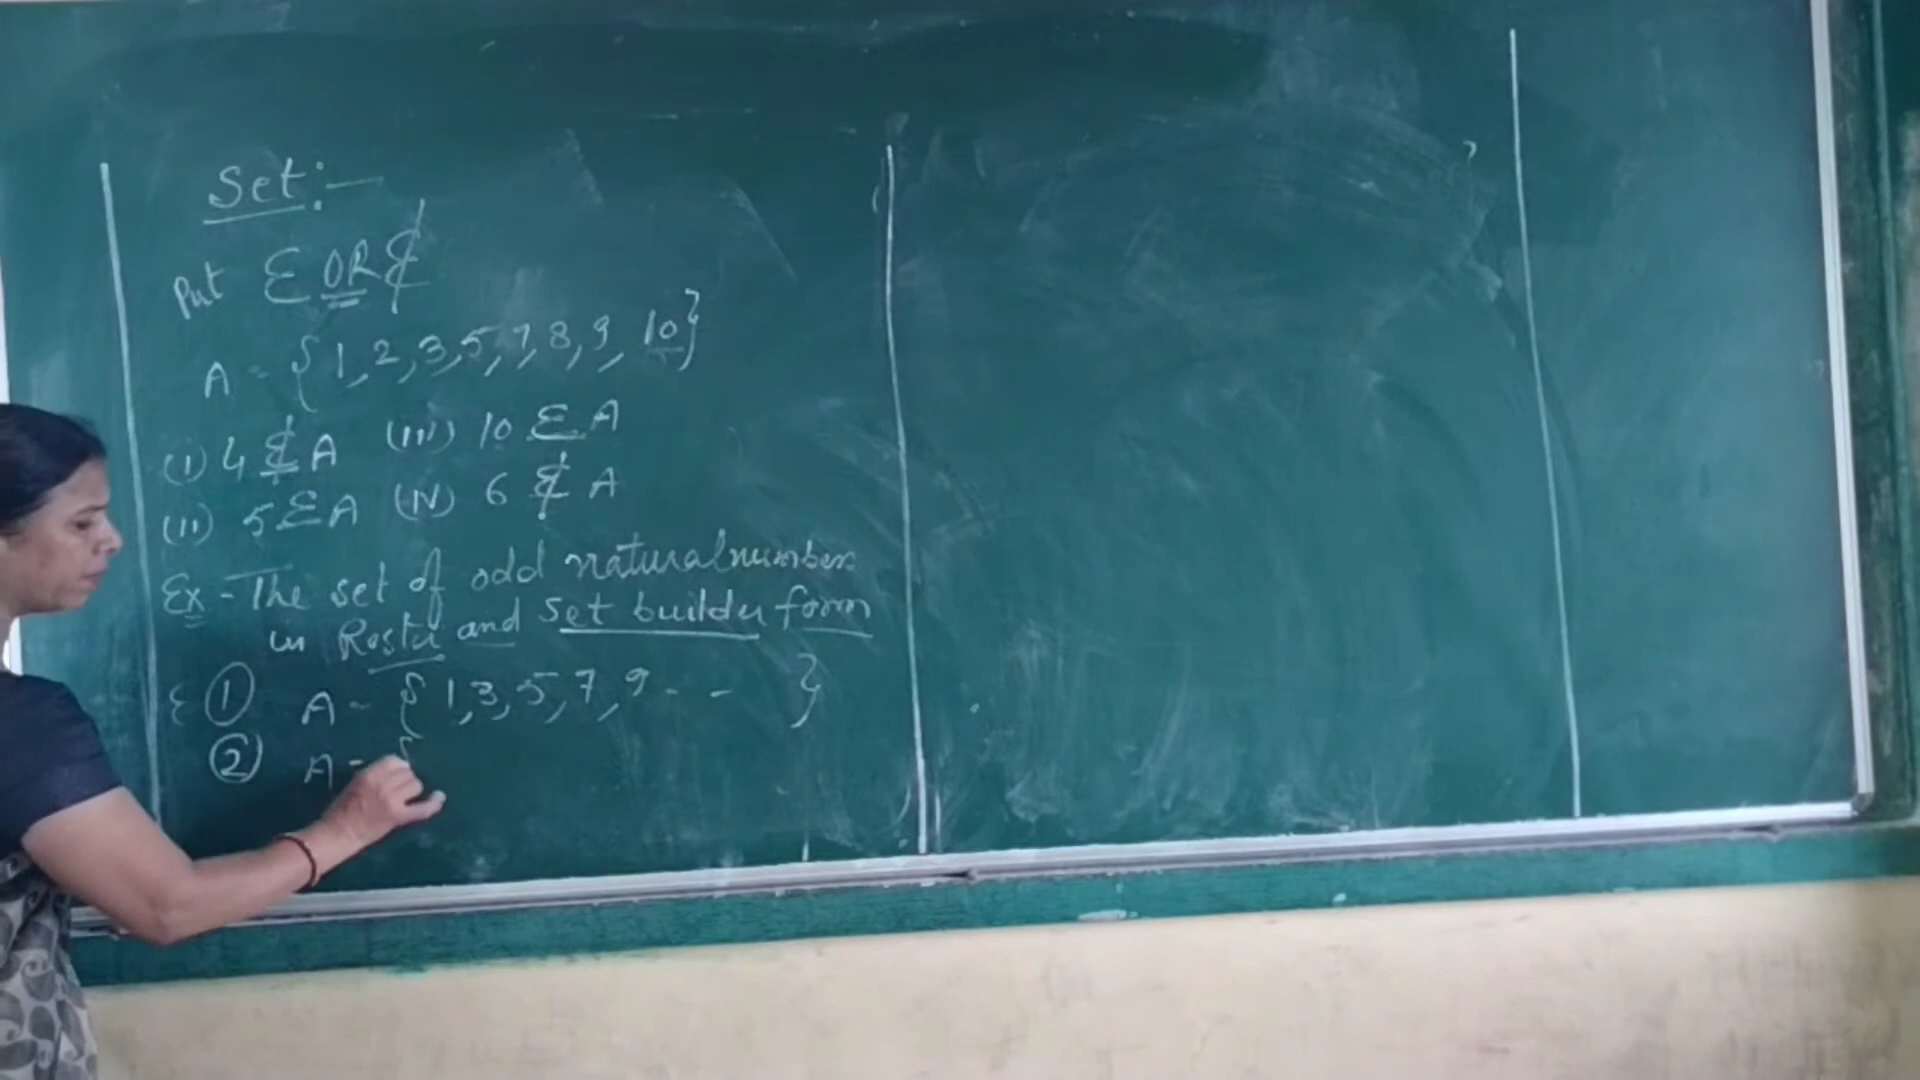 Set:-
Put ∈ OR ∉
A = {1, 2, 3, 5, 7, 8, 9, 10}
(I) 4 ∉ A (III) 10 ∈ A
(II) 5 ∈ A (IV) 6 ∉ A
Ex - The set of odd natural numbers
in Roster and set builder form
① A = {1, 3, 5, 7, 9 - - }
② A = {